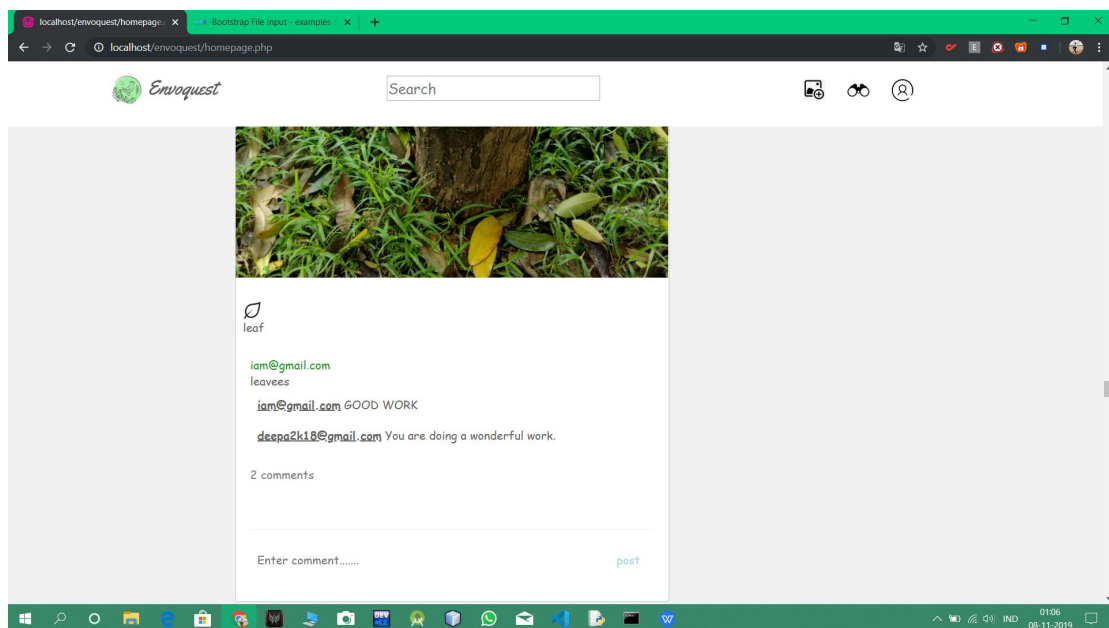 localhost/envoquest/homepage.
Bootstrap File Input - examples
localhost/envoquest/homepage.php
Envoquest
Search
leaf
iam@gmail.com
leavees
iam@gmail.com GOOD WORK
deepa2k18@gmail.com You are doing a wonderful work.
2 comments
Enter comment.......
post
DEV
IND
01:06
08-11-2019